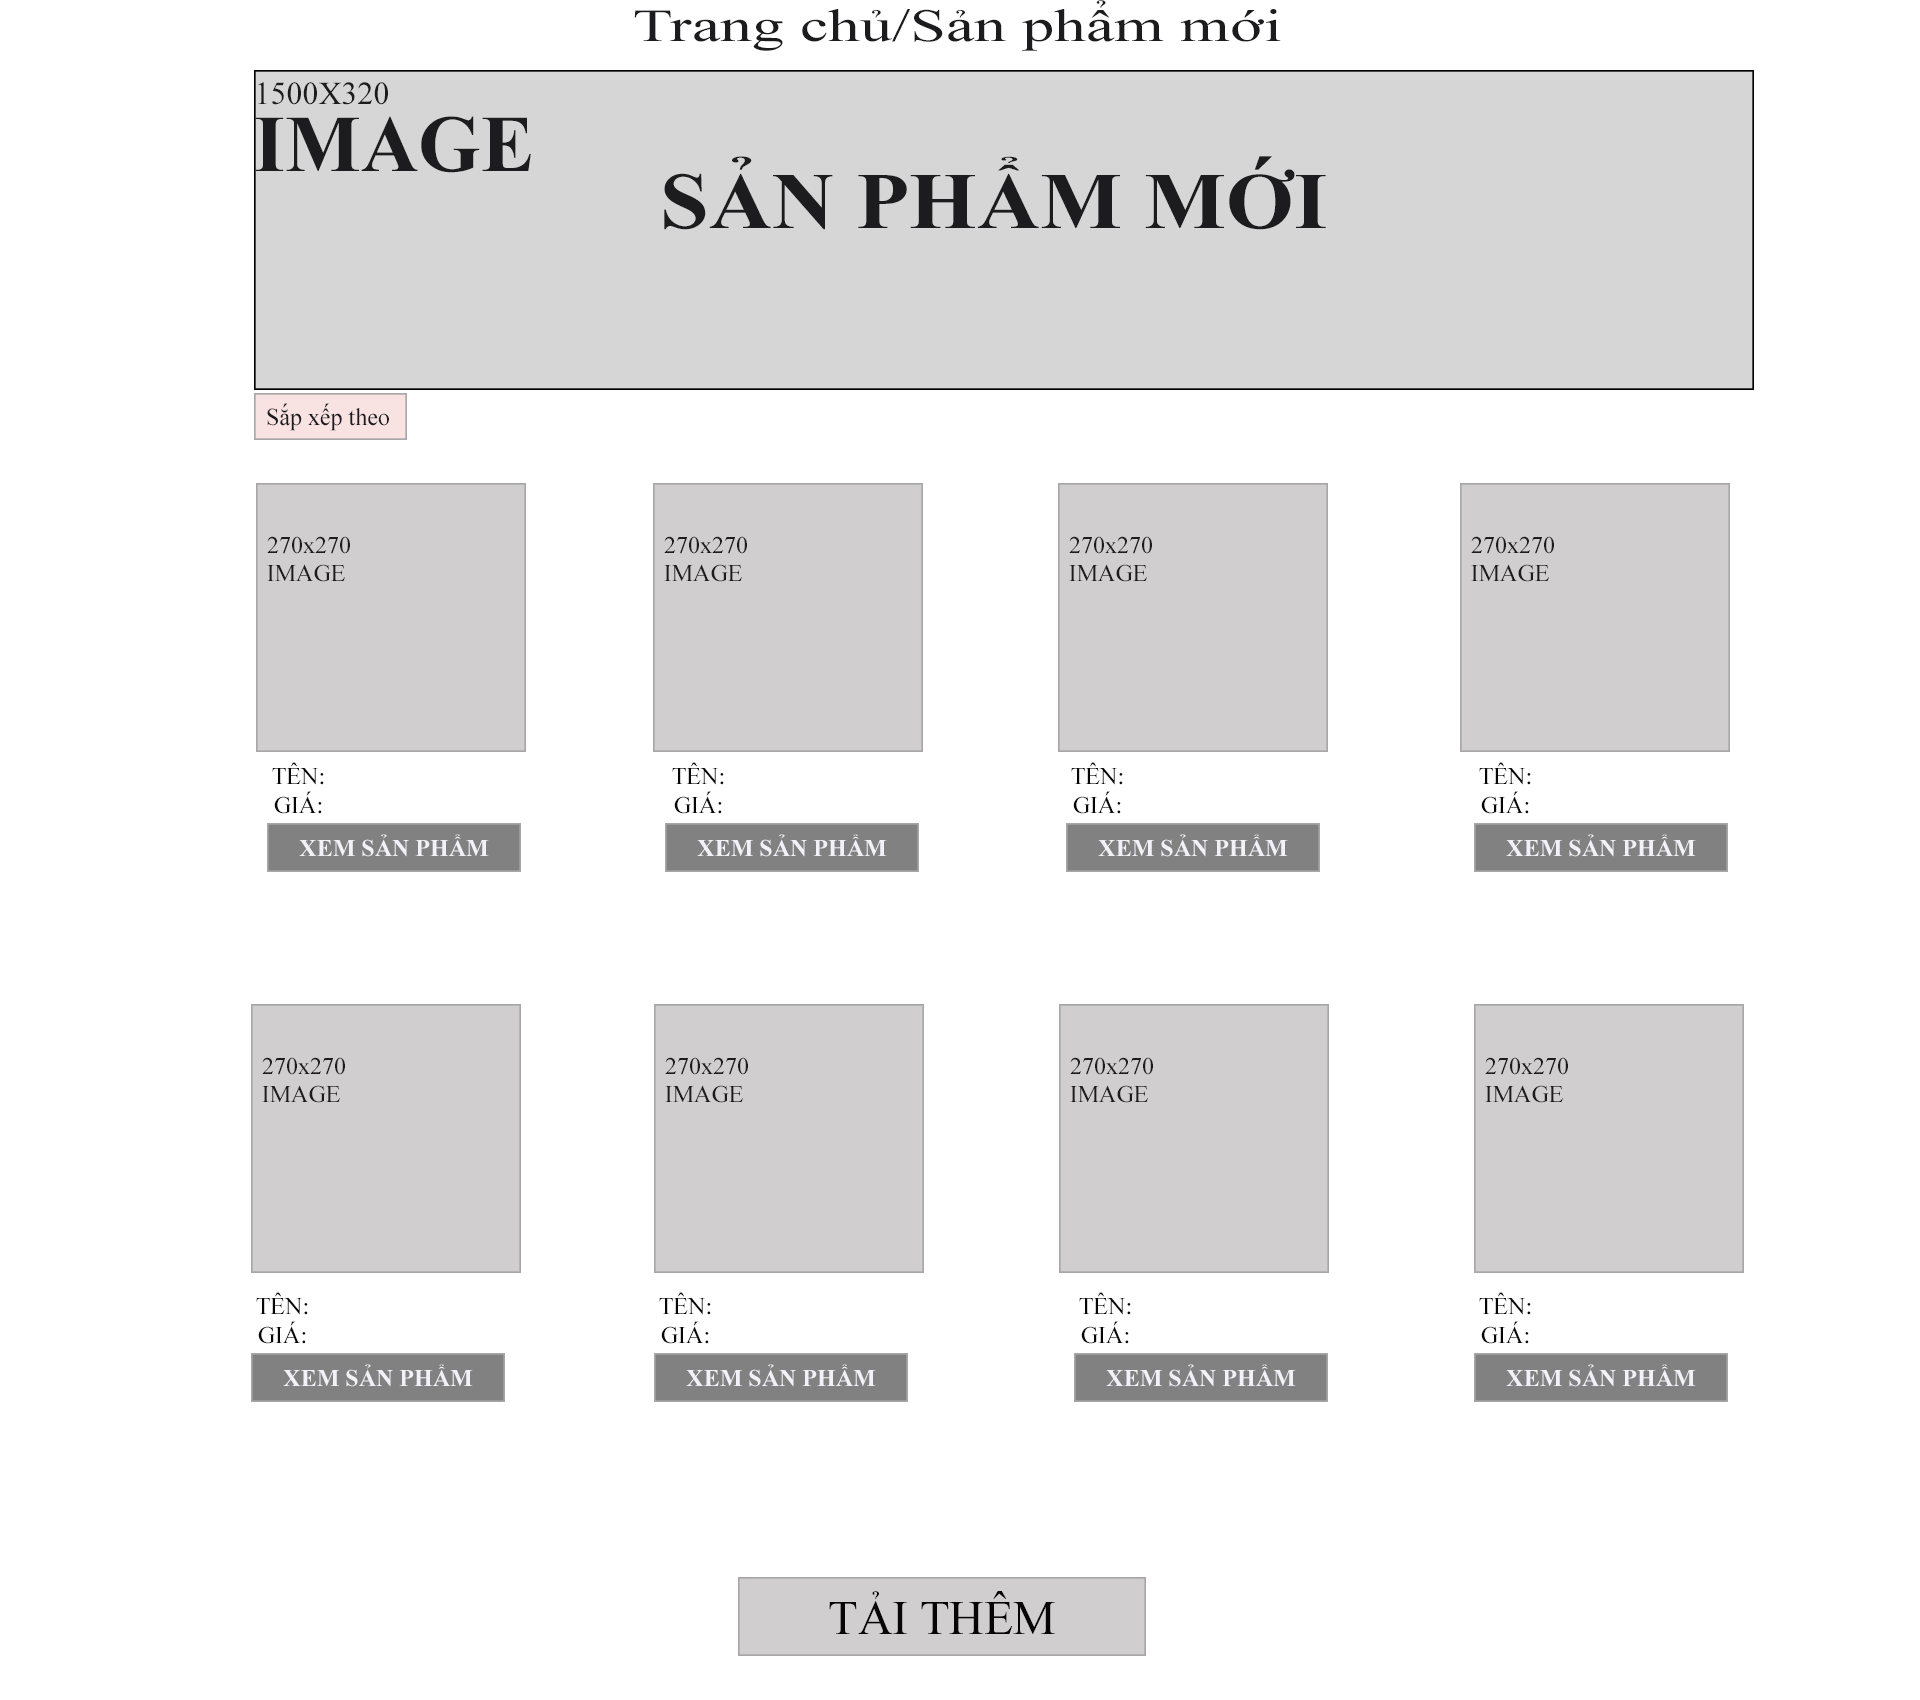 Trang chủ/Sản phẩm mới
1500X320
IMAGE
SẢN PHẨM MỚI
Sắp xếp theo
270x270
IMAGE
270x270
IMAGE
270x270
IMAGE
270x270
IMAGE
TÊN:
GIÁ:
TÊN:
GIÁ:
TÊN:
GIÁ:
TÊN:
GIÁ:
XEM SẢN PHẨM
XEM SẢN PHẨM
XEM SẢN PHẨM
XEM SẢN PHẨM
270x270
IMAGE
270x270
IMAGE
270x270
IMAGE
270x270
IMAGE
TÊN:
GIÁ:
TÊN:
GIÁ:
TÊN:
GIÁ:
TÊN:
GIÁ:
XEM SẢN PHẨM
XEM SẢN PHẨM
XEM SẢN PHẨM
XEM SẢN PHẨM
TẢI THÊM